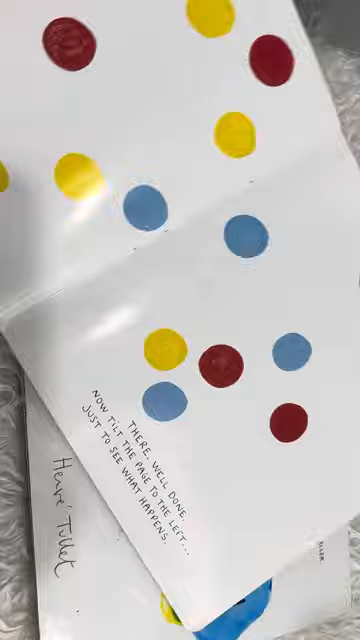 THERE. WELL DONE.
NOW TILT THE PAGE TO THE LEFT...
JUST TO SEE WHAT HAPPENS.
Hervé Tullet